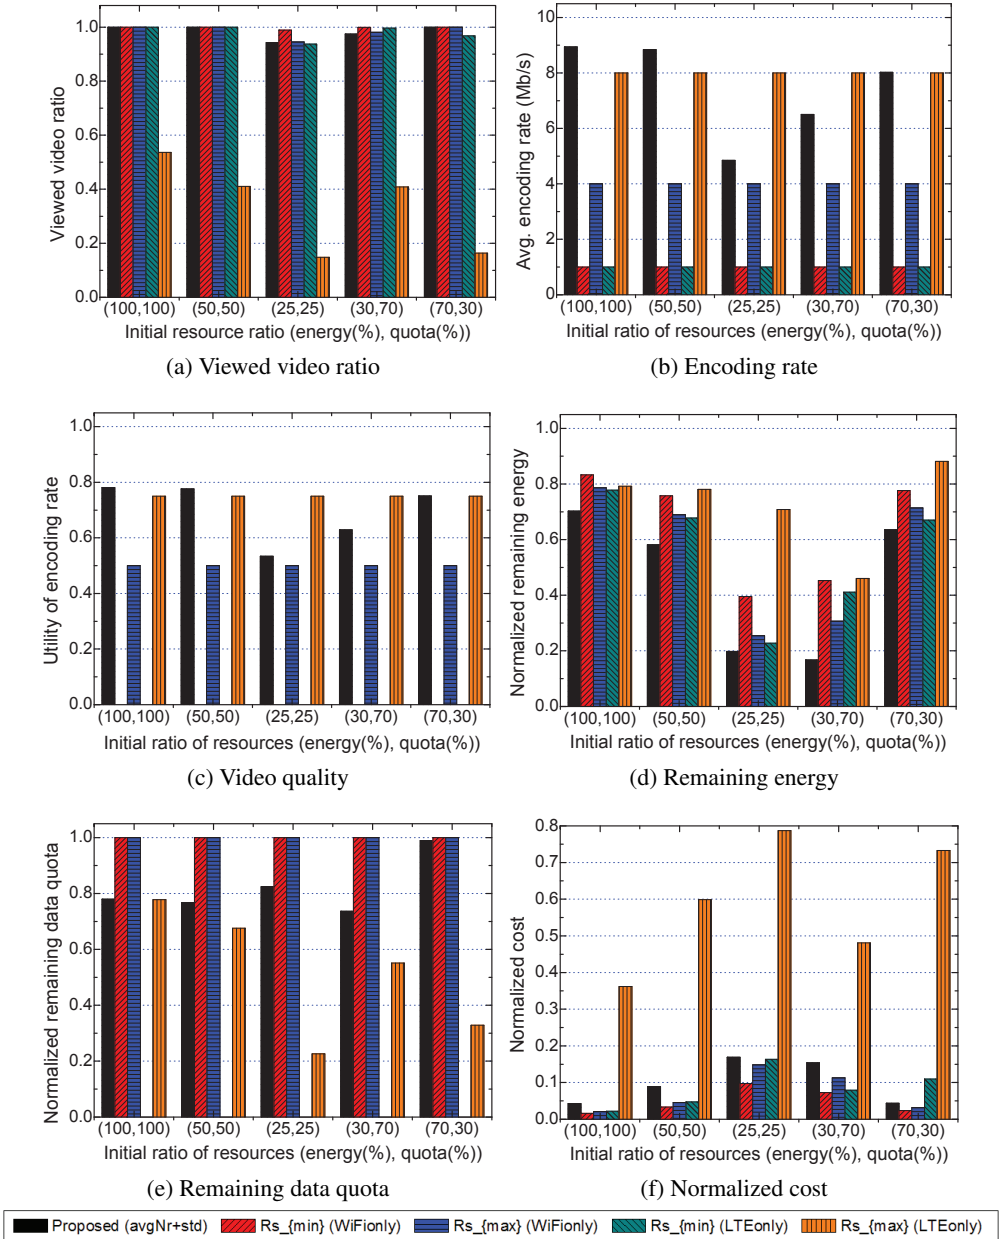 1.0
0.8
0.6
0.4
0.2
0.0
Viewed video ratio
(100,100) (50,50) (25,25) (30,70) (70,30)
Initial resource ratio (energy(%), quota(%))
(a) Viewed video ratio
10
8
6
4
2
0
Avg. encoding rate (Mb/s)
(100,100) (50,50) (25,25) (30,70) (70,30)
Initial ratio of resources (energy(%), quota(%))
(b) Encoding rate
1.0
0.8
0.6
0.4
0.2
0.0
Utility of encoding rate
(100,100) (50,50) (25,25) (30,70) (70,30)
Initial ratio of resources (energy(%), quota(%))
(c) Video quality
1.0
0.8
0.6
0.4
0.2
0.0
Normalized remaining energy
(100,100) (50,50) (25,25) (30,70) (70,30)
Initial ratio of resources (energy(%), quota(%))
(d) Remaining energy
1.0
0.8
0.6
0.4
0.2
0.0
Normalized remaining data quota
(100,100) (50,50) (25,25) (30,70) (70,30)
Initial ratio of resources (energy(%), quota(%))
(e) Remaining data quota
0.8
0.7
0.6
0.5
0.4
0.3
0.2
0.1
0.0
Normalized cost
(100,100) (50,50) (25,25) (30,70) (70,30)
Initial ratio of resources (energy(%), quota(%))
(f) Normalized cost
Proposed (avgNr+std) Rs_{min} (WiFionly) Rs_{max} (WiFionly) Rs_{min} (LTEonly) Rs_{max} (LTEonly)